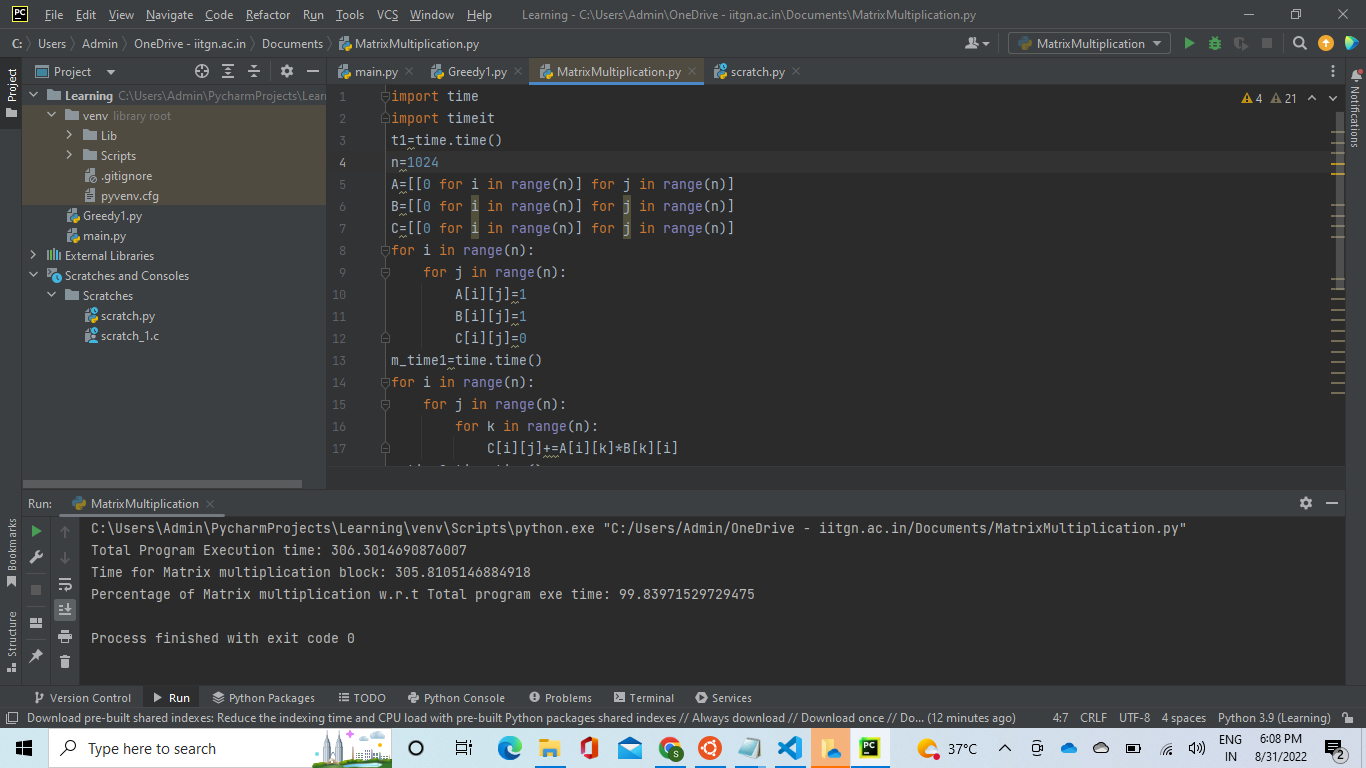 PC File Edit View Navigate Code Refactor Run Tools VCS Window Help Learning - C:\Users\Admin\OneDrive - iitgn.ac.in\Documents\MatrixMultiplication.py
C: Users Admin OneDrive - iitgn.ac.in Documents MatrixMultiplication.py MatrixMultiplication
Project Project main.py Greedy1.py MatrixMultiplication.py scratch.py Notifications
Learning C:\Users\Admin\PycharmProjects\Lear
venv library root
Lib
Scripts
.gitignore
pyvenv.cfg
Greedy1.py
main.py
External Libraries
Scratches and Consoles
Scratches
scratch.py
scratch_1.c
4 21
1 import time
2 import timeit
3 t1=time.time()
4 n=1024
5 A=[[0 for i in range(n)] for j in range(n)]
6 B=[[0 for i in range(n)] for j in range(n)]
7 C=[[0 for i in range(n)] for j in range(n)]
8 for i in range(n):
9 for j in range(n):
10 A[i][j]=1
11 B[i][j]=1
12 C[i][j]=0
13 m_time1=time.time()
14 for i in range(n):
15 for j in range(n):
16 for k in range(n):
17 C[i][j]+=A[i][k]*B[k][i]
Run: MatrixMultiplication
Bookmarks
Structure
C:\Users\Admin\PycharmProjects\Learning\venv\Scripts\python.exe "C:/Users/Admin/OneDrive - iitgn.ac.in/Documents/MatrixMultiplication.py"
Total Program Execution time: 306.3014690876007
Time for Matrix multiplication block: 305.8105146884918
Percentage of Matrix multiplication w.r.t Total program exe time: 99.83971529729475
Process finished with exit code 0
Version Control Run Python Packages TODO Python Console Problems Terminal Services
Download pre-built shared indexes: Reduce the indexing time and CPU load with pre-built Python packages shared indexes // Always download // Download once // Do... (12 minutes ago) 4:7 CRLF UTF-8 4 spaces Python 3.9 (Learning)
Type here to search 37°C ENG IN 6:08 PM 8/31/2022 2